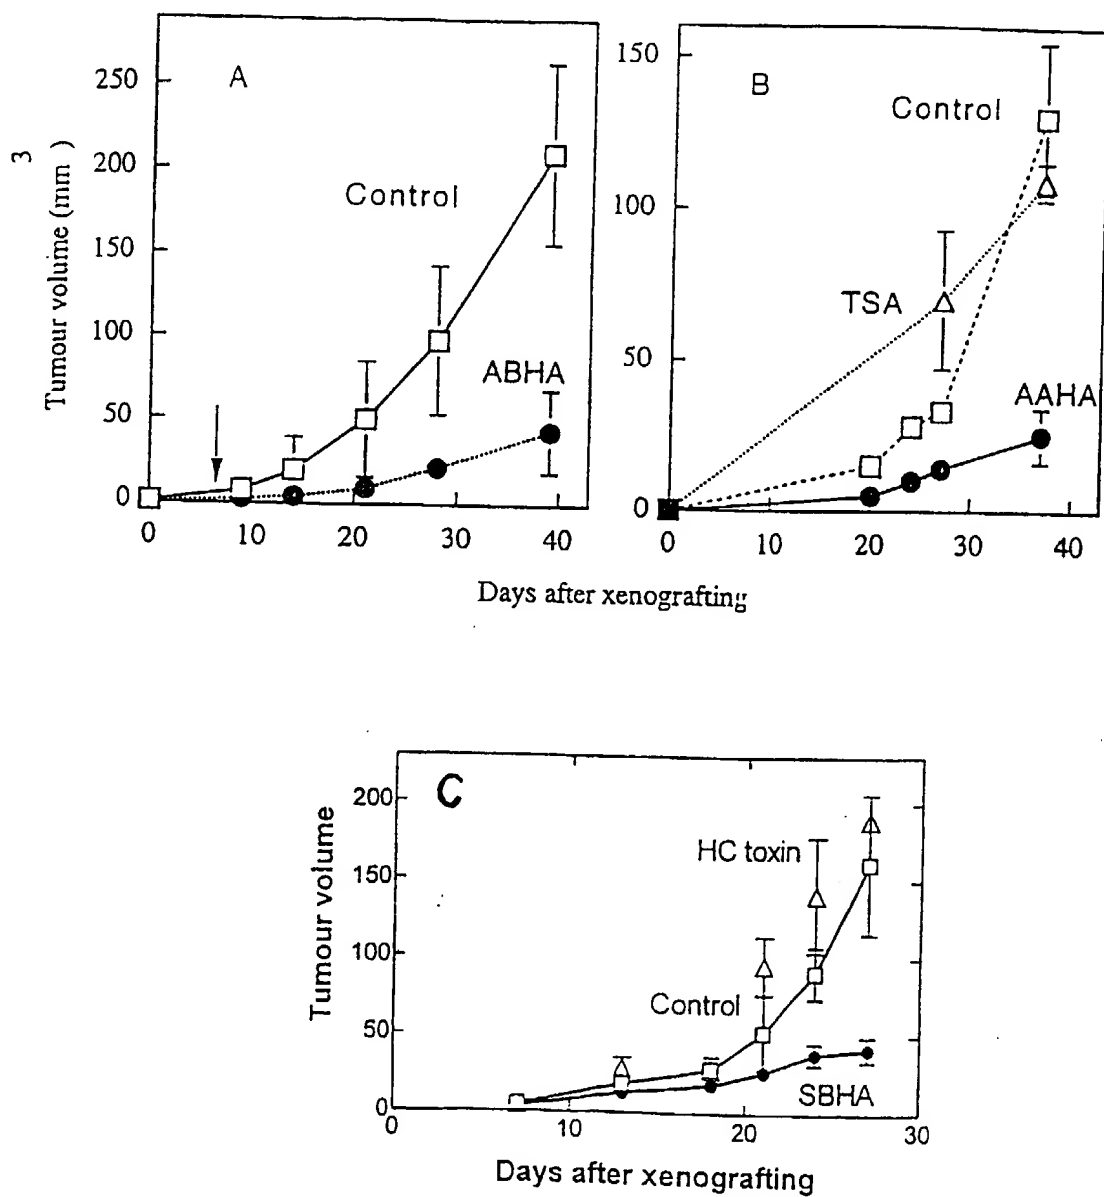 A
B
250
200
150
100
50
0
Tumour volume (mm
3
)
Control
ABHA
0
10
20
30
40
150
100
50
0
Control
TSA
AAHA
0
10
20
30
40
Days after xenografting
C
200
150
100
50
0
Tumour volume
HC toxin
Control
SBHA
0
10
20
30
Days after xenografting